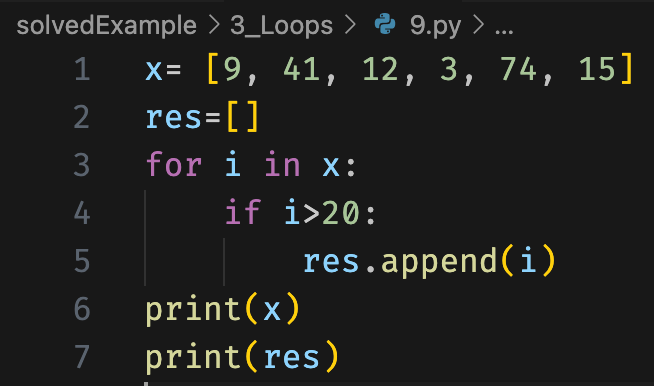 solvedExample > 3_Loops > 9.py > ...
1 x= [9, 41, 12, 3, 74, 15]
2 res=[]
3 for i in x:
4     if i>20:
5         res.append(i)
6 print(x)
7 print(res)